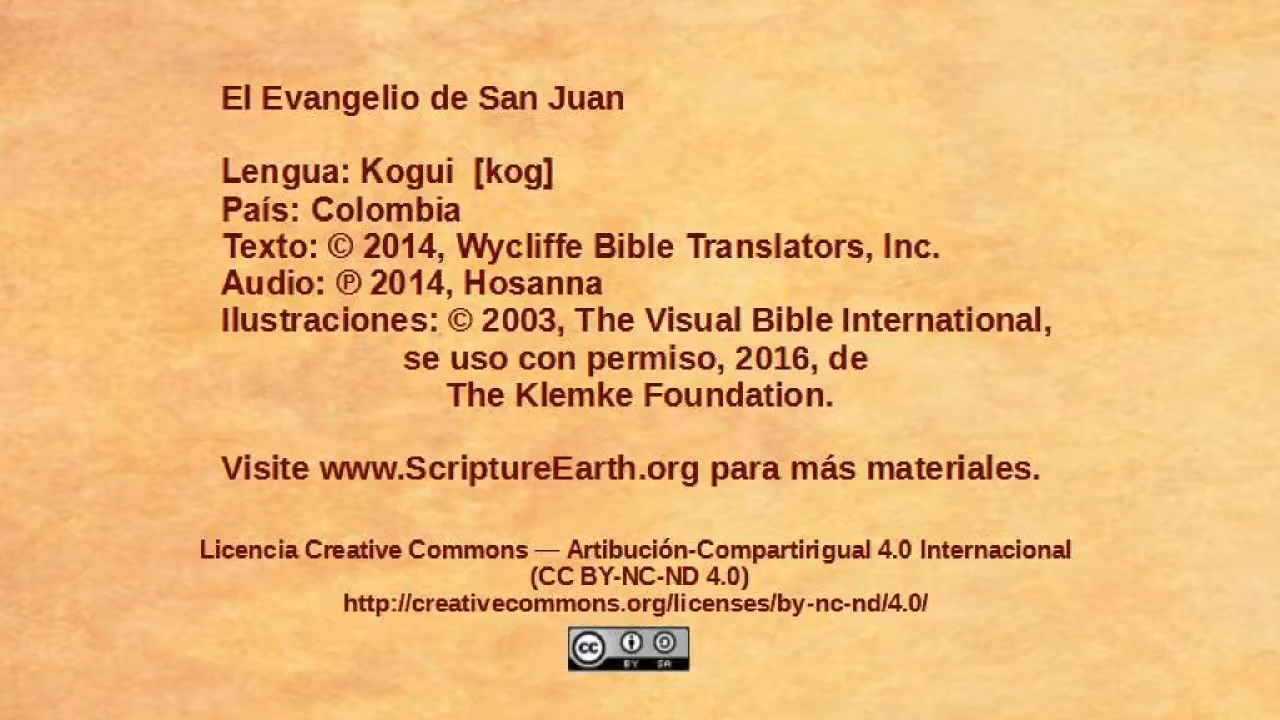 El Evangelio de San Juan
Lengua: Kogui [kog]
País: Colombia
Texto: © 2014, Wycliffe Bible Translators, Inc.
Audio: ℗ 2014, Hosanna
Ilustraciones: © 2003, The Visual Bible International,
se uso con permiso, 2016, de
The Klemke Foundation.
Visite www.ScriptureEarth.org para más materiales.
Licencia Creative Commons — Artibución-Compartirigual 4.0 Internacional
(CC BY-NC-ND 4.0)
http://creativecommons.org/licenses/by-nc-nd/4.0/
cc BY SA